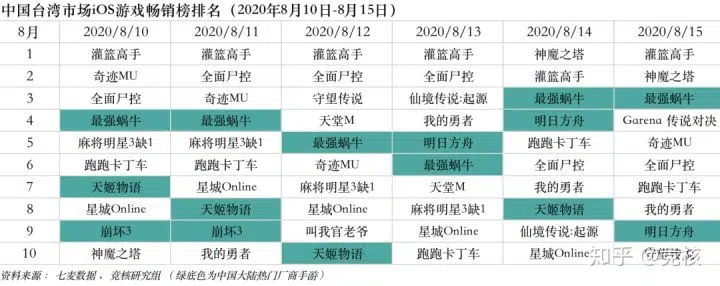 中国台湾市场iOS游戏畅销榜排名（2020年8月10日-8月15日）
8月 2020/8/10 2020/8/11 2020/8/12 2020/8/13 2020/8/14 2020/8/15
1 灌篮高手 灌篮高手 灌篮高手 灌篮高手 神魔之塔 灌篮高手
2 奇迹MU 全面尸控 全面尸控 全面尸控 灌篮高手 神魔之塔
3 全面尸控 奇迹MU 守望传说 仙境传说:起源 最强蜗牛 最强蜗牛
4 最强蜗牛 最强蜗牛 天堂M 我的勇者 明日方舟 Garena 传说对决
5 麻将明星3缺1 麻将明星3缺1 最强蜗牛 明日方舟 跑跑卡丁车 奇迹MU
6 跑跑卡丁车 跑跑卡丁车 奇迹MU 最强蜗牛 全面尸控 全面尸控
7 天姬物语 星城Online 麻将明星3缺1 天堂M 我的勇者 跑跑卡丁车
8 星城Online 天姬物语 星城Online 麻将明星3缺1 天姬物语 我的勇者
9 崩坏3 崩坏3 叫我官老爷 星城Online 仙境传说:起源 明日方舟
10 神魔之塔 我的勇者 天姬物语 跑跑卡丁车 星城Online
知乎 @竞核
资料来源：七麦数据，竞核研究组（绿底色为中国大陆热门厂商手游）